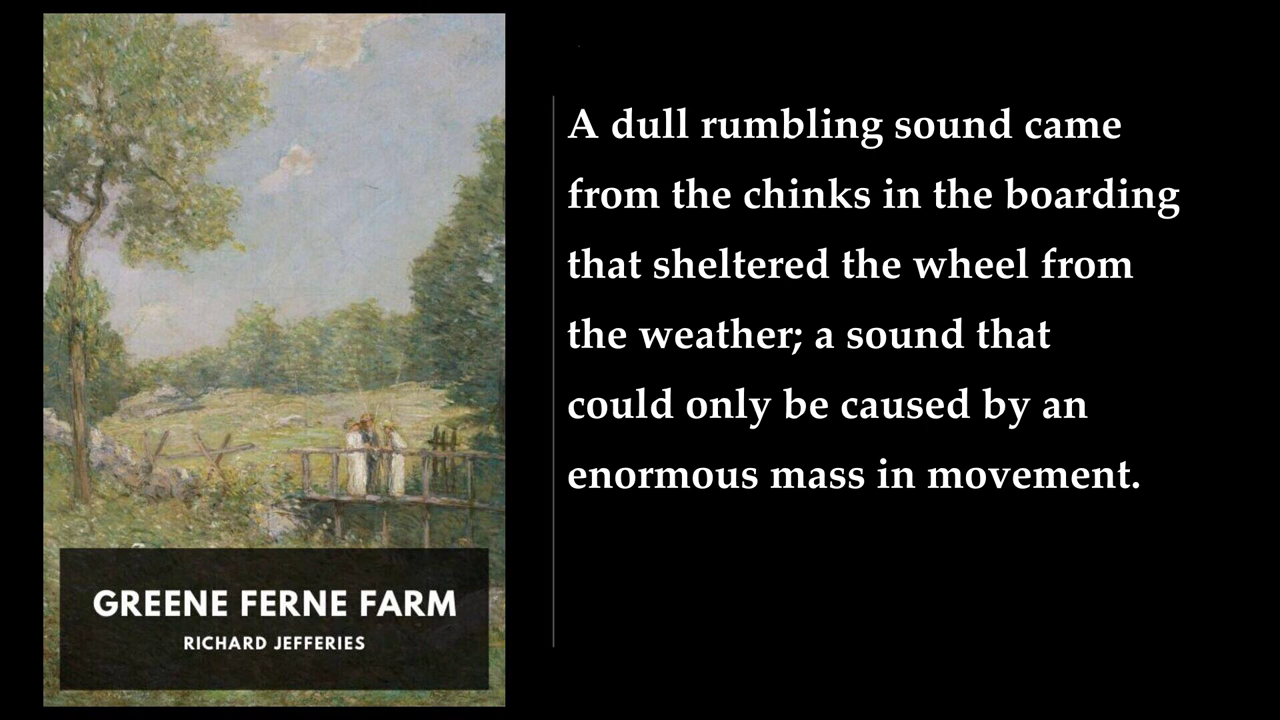 GREENE FERNE FARM
RICHARD JEFFERIES
A dull rumbling sound came
from the chinks in the boarding
that sheltered the wheel from
the weather; a sound that
could only be caused by an
enormous mass in movement.